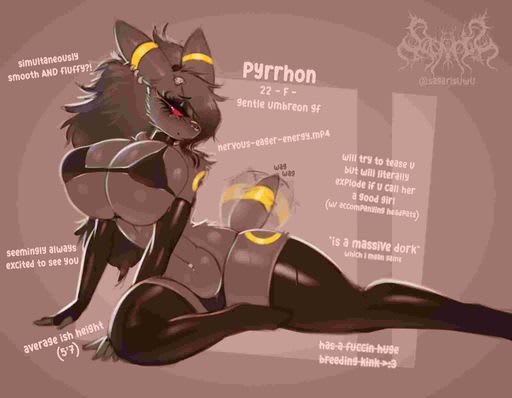 simultaneously
smooth AND fluffy?!
Pyrrhon
22 - F -
gentle umbreon gf
@sagarisUwU
nervous-eager-energy.mp4
wag
wag
will try to tease u
but will literally
explode if u call her
a good girl
(w/ accompanying headpats)
seemingly always
excited to see you
*is a massive dork*
which i mean same
average ish height
(5'7)
has a fuccin huge
breeding kink >:3